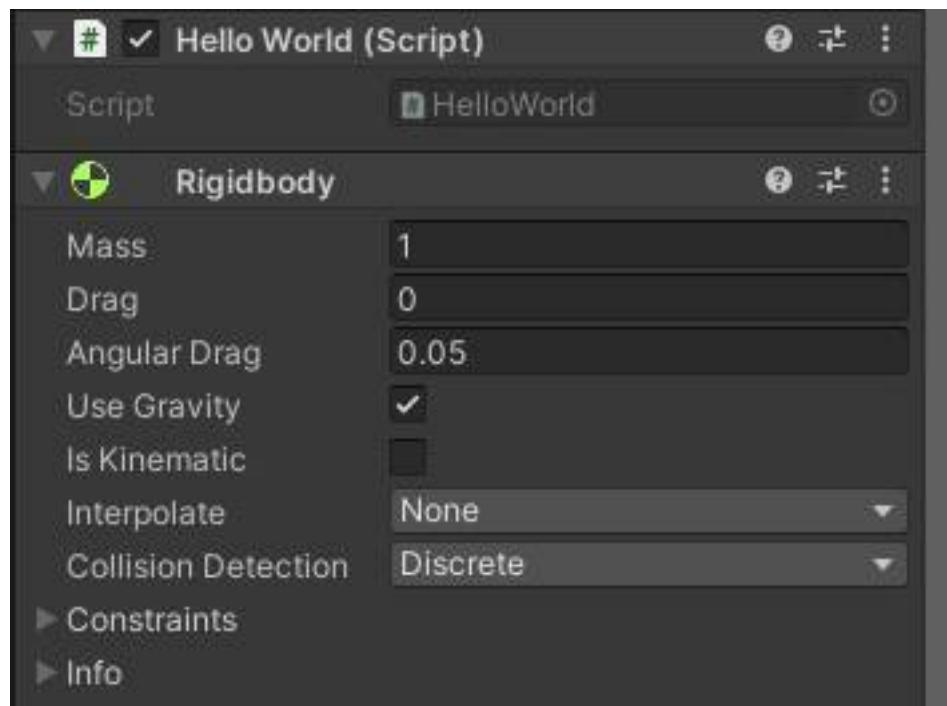 # Hello World (Script)
Script # HelloWorld
Rigidbody
Mass 1
Drag 0
Angular Drag 0.05
Use Gravity
Is Kinematic
Interpolate None
Collision Detection Discrete
Constraints
Info